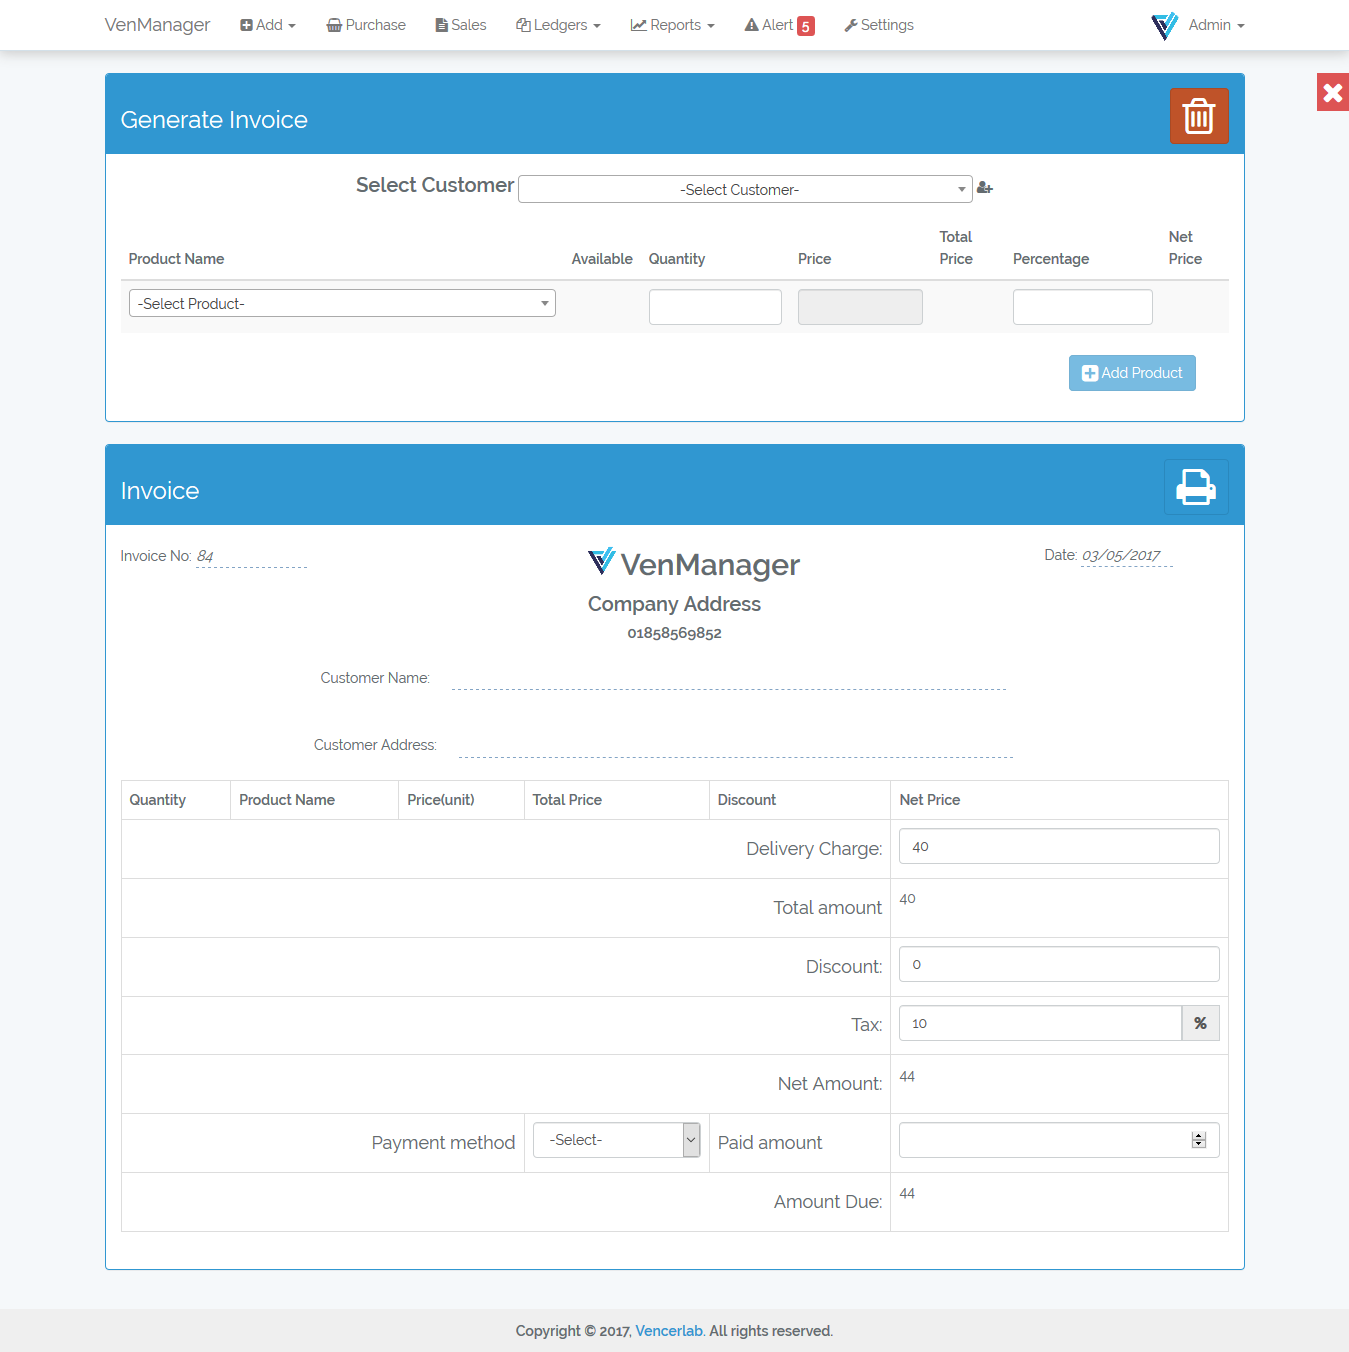 VenManager Add Purchase Sales Ledgers Reports Alert 5 Settings Admin
Generate Invoice
Select Customer -Select Customer-
Product Name Available Quantity Price Total Price Percentage Net Price
-Select Product-
Add Product
Invoice
Invoice No: 84 VenManager Date: 03/05/2017
Company Address
01858569852
Customer Name:
Customer Address:
Quantity Product Name Price(unit) Total Price Discount Net Price
Delivery Charge: 40
Total amount 40
Discount: 0
Tax: 10 %
Net Amount: 44
Payment method -Select- Paid amount
Amount Due: 44
Copyright © 2017, Vencerlab. All rights reserved.